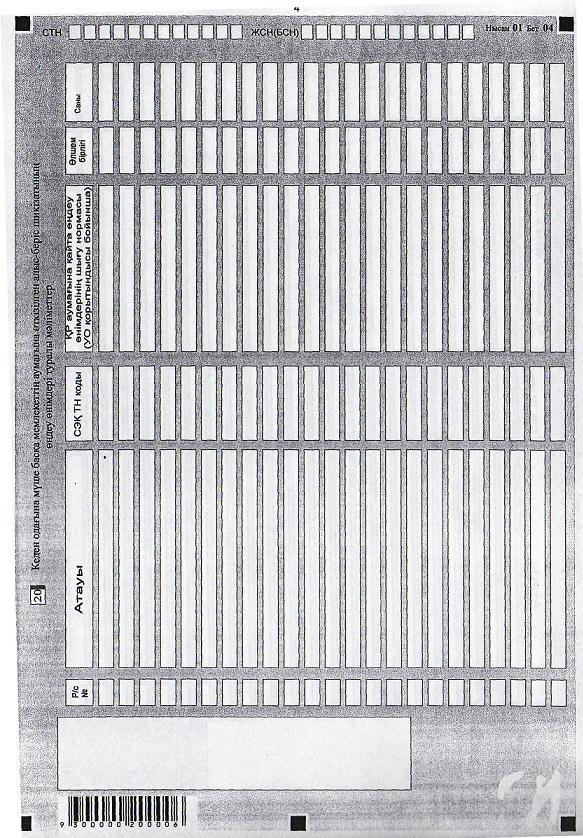 4
СТН ЖСН(БСН) Нысан 01 Бет 04
20 Кеден одағына мүше басқа мемлекеттің аумағына өткізілген алыс-беріс шикізатының
өңдеу өнімдері туралы мәліметтер
Р/с
№
Атауы
СЭҚ ТН коды
ҚР аумағына қайта өңдеу
өнімдерінің шығу нормасы
(УО қорытындысы бойынша)
Өлшем
бірлігі
Саны
9 300000 200006